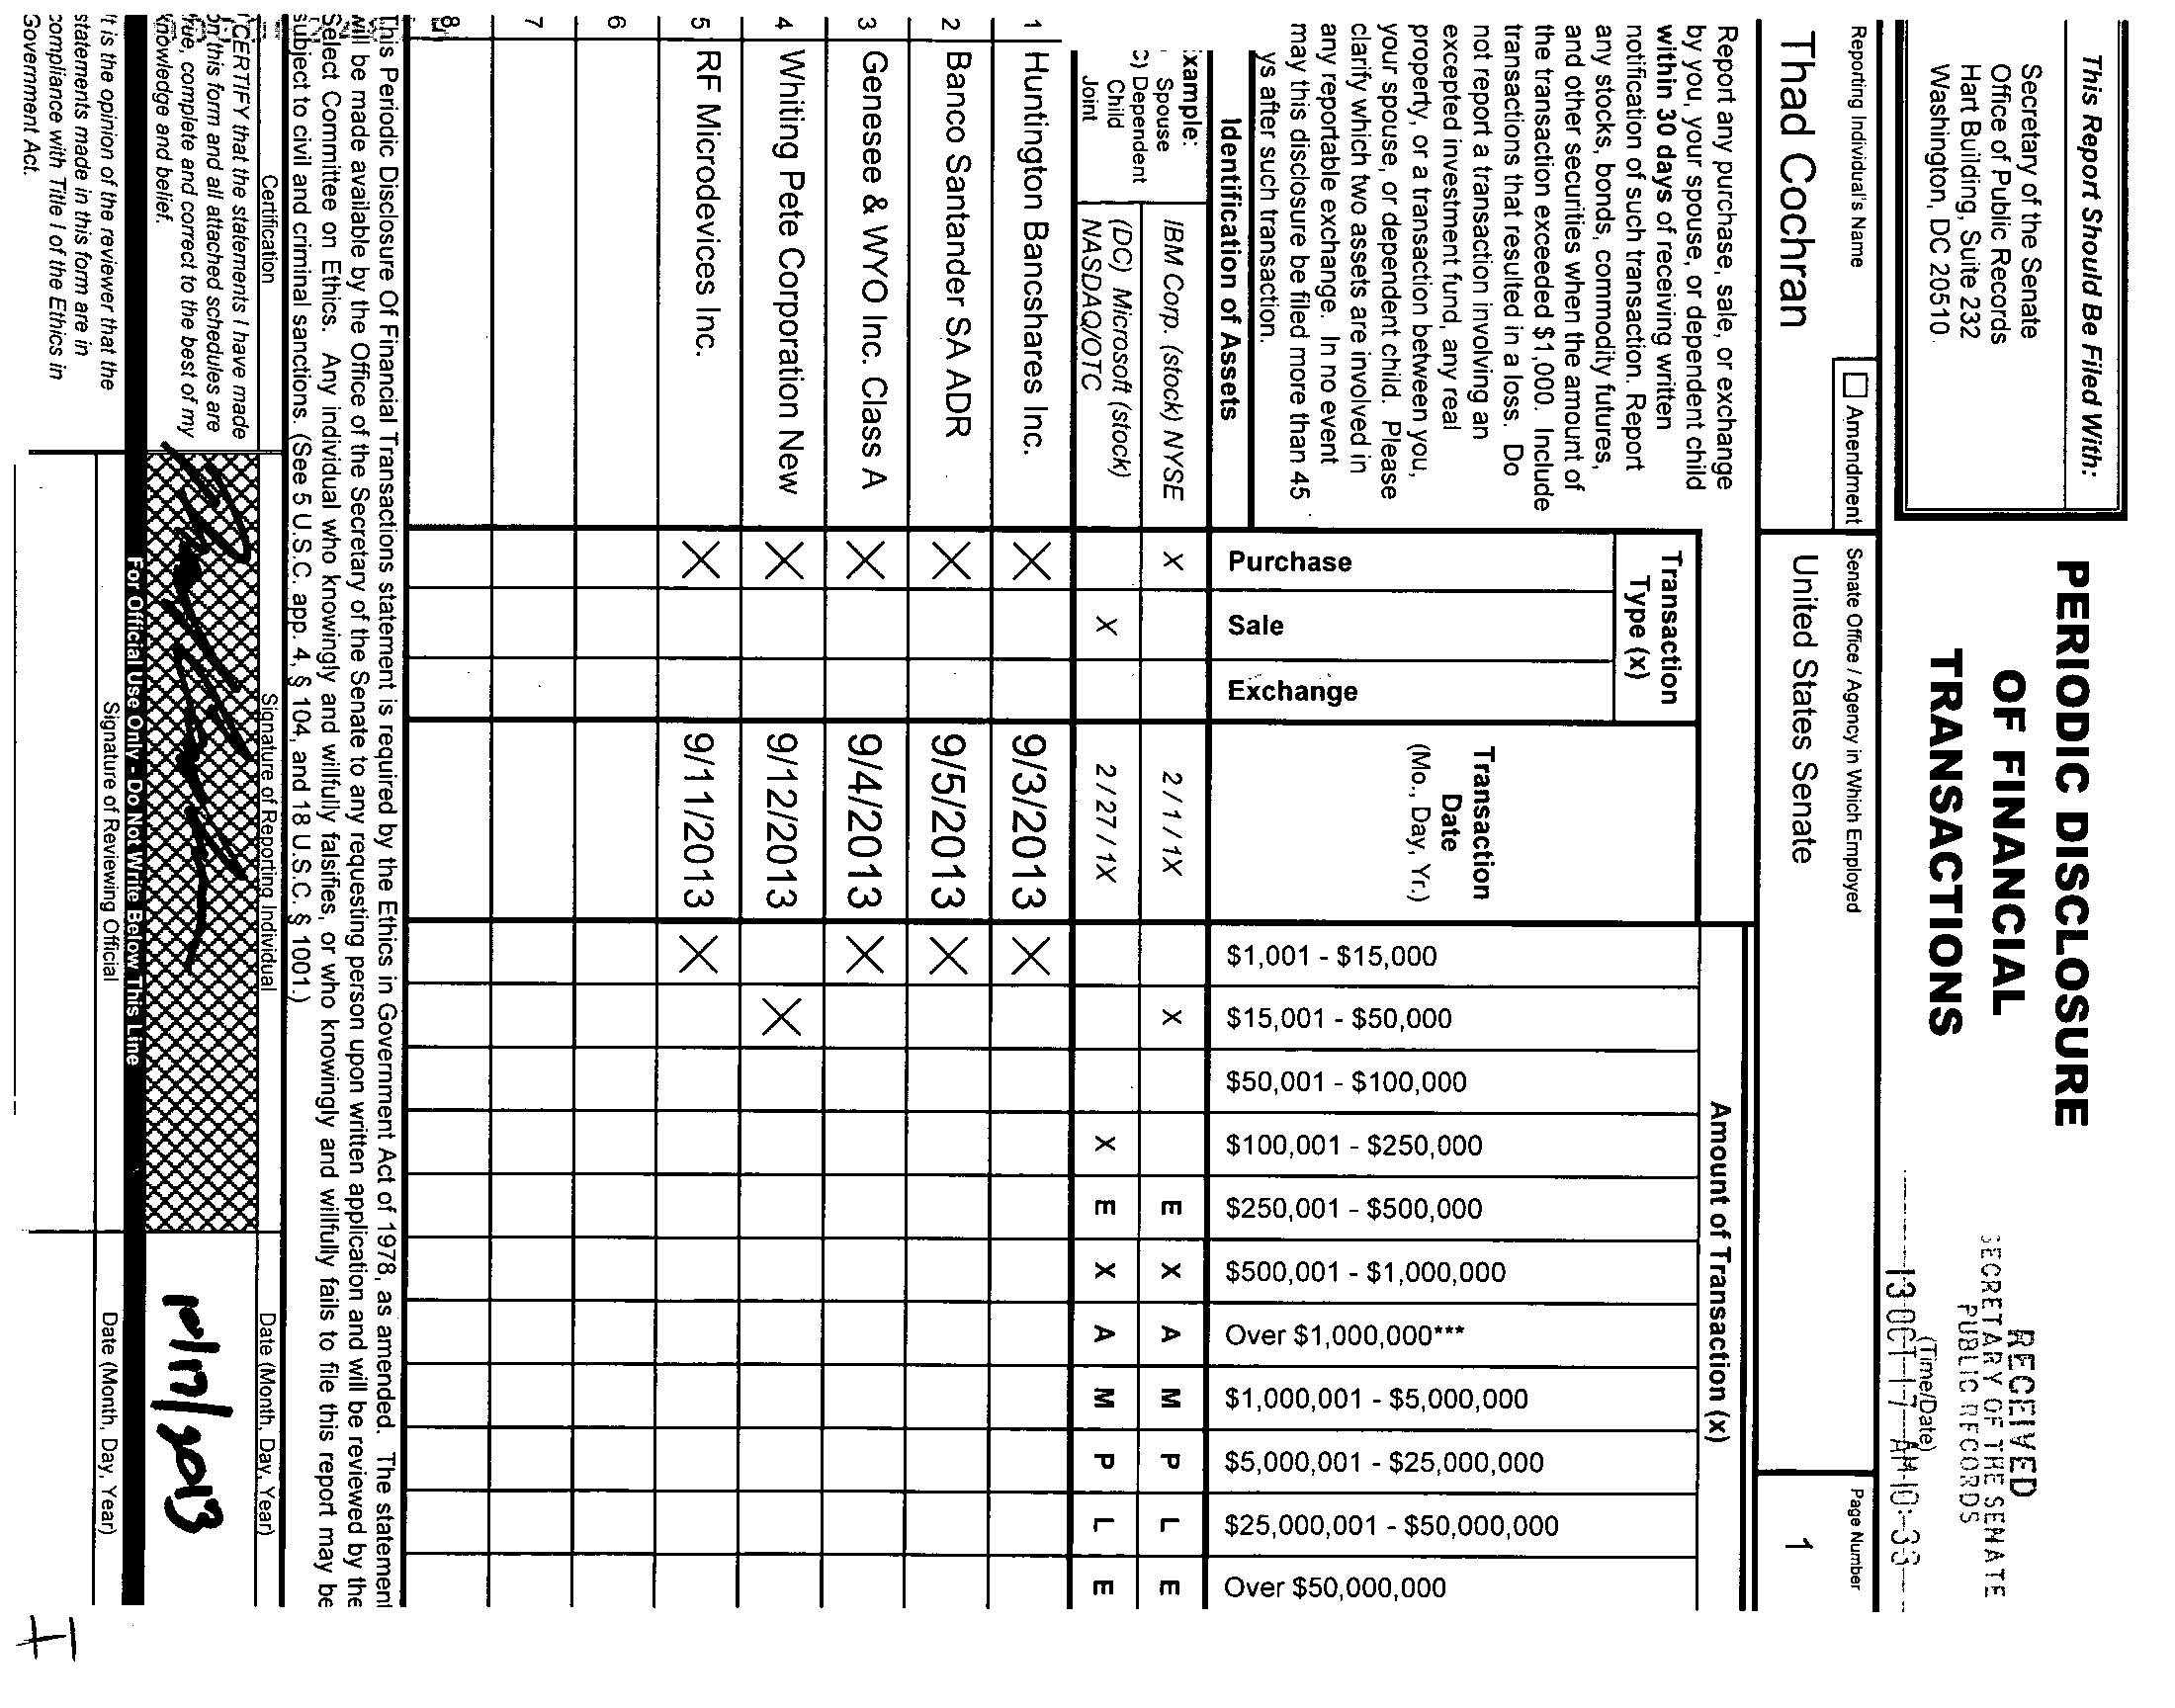 This Report Should Be Filed With:
Secretary of the Senate
Office of Public Records
Hart Building, Suite 232
Washington, DC 20510
PERIODIC DISCLOSURE
OF FINANCIAL
TRANSACTIONS
RECEIVED
SECRETARY OF THE SENATE
PUBLIC RECORDS
(Time/Date)
13 OCT 17 AM 10:33
Reporting Individual's Name
Amendment
Senate Office / Agency in Which Employed
Page Number
Thad Cochran
United States Senate
1
Report any purchase, sale, or exchange
by you, your spouse, or dependent child
within 30 days of receiving written
notification of such transaction. Report
any stocks, bonds, commodity futures,
and other securities when the amount of
the transaction exceeded $1,000. Include
transactions that resulted in a loss. Do
not report a transaction involving an
excepted investment fund, any real
property, or a transaction between you,
your spouse, or dependent child. Please
clarify which two assets are involved in
any reportable exchange. In no event
may this disclosure be filed more than 45
ys after such transaction.
Identification of Assets
Transaction
Type (x)
Purchase
Sale
Exchange
Transaction
Date
(Mo., Day, Yr.)
Amount of Transaction (x)
$1,001 - $15,000
$15,001 - $50,000
$50,001 - $100,000
$100,001 - $250,000
$250,001 - $500,000
$500,001 - $1,000,000
Over $1,000,000***
$1,000,001 - $5,000,000
$5,000,001 - $25,000,000
$25,000,001 - $50,000,000
Over $50,000,000
xample:
Spouse
C) Dependent
Child
Joint
IBM Corp. (stock) NYSE X 2 / 1 / 1X X E X A M P L E
(DC) Microsoft (stock)
NASDAQ/OTC X 2 / 27 / 1X X E X A M P L E
1 Huntington Bancshares Inc. X 9/3/2013 X
2 Banco Santander SA ADR X 9/5/2013 X
3 Genesee & WYO Inc. Class A X 9/4/2013 X
4 Whiting Pete Corporation New X 9/12/2013 X
5 RF Microdevices Inc. X 9/11/2013 X
6
7
8
This Periodic Disclosure Of Financial Transactions statement is required by the Ethics in Government Act of 1978, as amended. The statement
will be made available by the Office of the Secretary of the Senate to any requesting person upon written application and will be reviewed by the
Select Committee on Ethics. Any individual who knowingly and willfully falsifies, or who knowingly and willfully fails to file this report may be
subject to civil and criminal sanctions. (See 5 U.S.C. app. 4, § 104, and 18 U.S.C. § 1001.)
Certification
Signature of Reporting Individual
Date (Month, Day, Year)
I CERTIFY that the statements I have made
on this form and all attached schedules are
true, complete and correct to the best of my
knowledge and belief.
10/17/2013
For Official Use Only - Do Not Write Below This Line
It is the opinion of the reviewer that the
statements made in this form are in
compliance with Title I of the Ethics in
Government Act.
Signature of Reviewing Official
Date (Month, Day, Year)